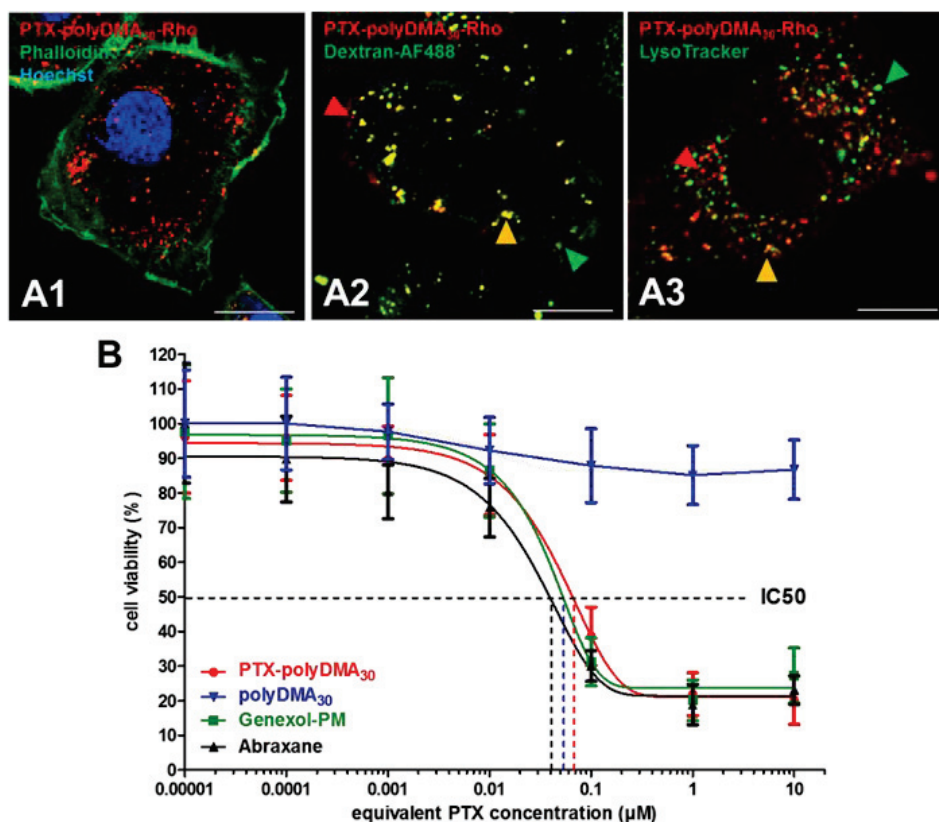 PTX-polyDMA30-Rho
Phalloidin
Hoechst
A1
PTX-polyDMA30-Rho
Dextran-AF488
A2
PTX-polyDMA30-Rho
LysoTracker
A3
B
120
110
100
90
80
70
60
50
40
30
20
10
0
cell viability (%)
IC50
PTX-polyDMA30
polyDMA30
Genexol-PM
Abraxane
0.00001
0.0001
0.001
0.01
0.1
1
10
equivalent PTX concentration (µM)